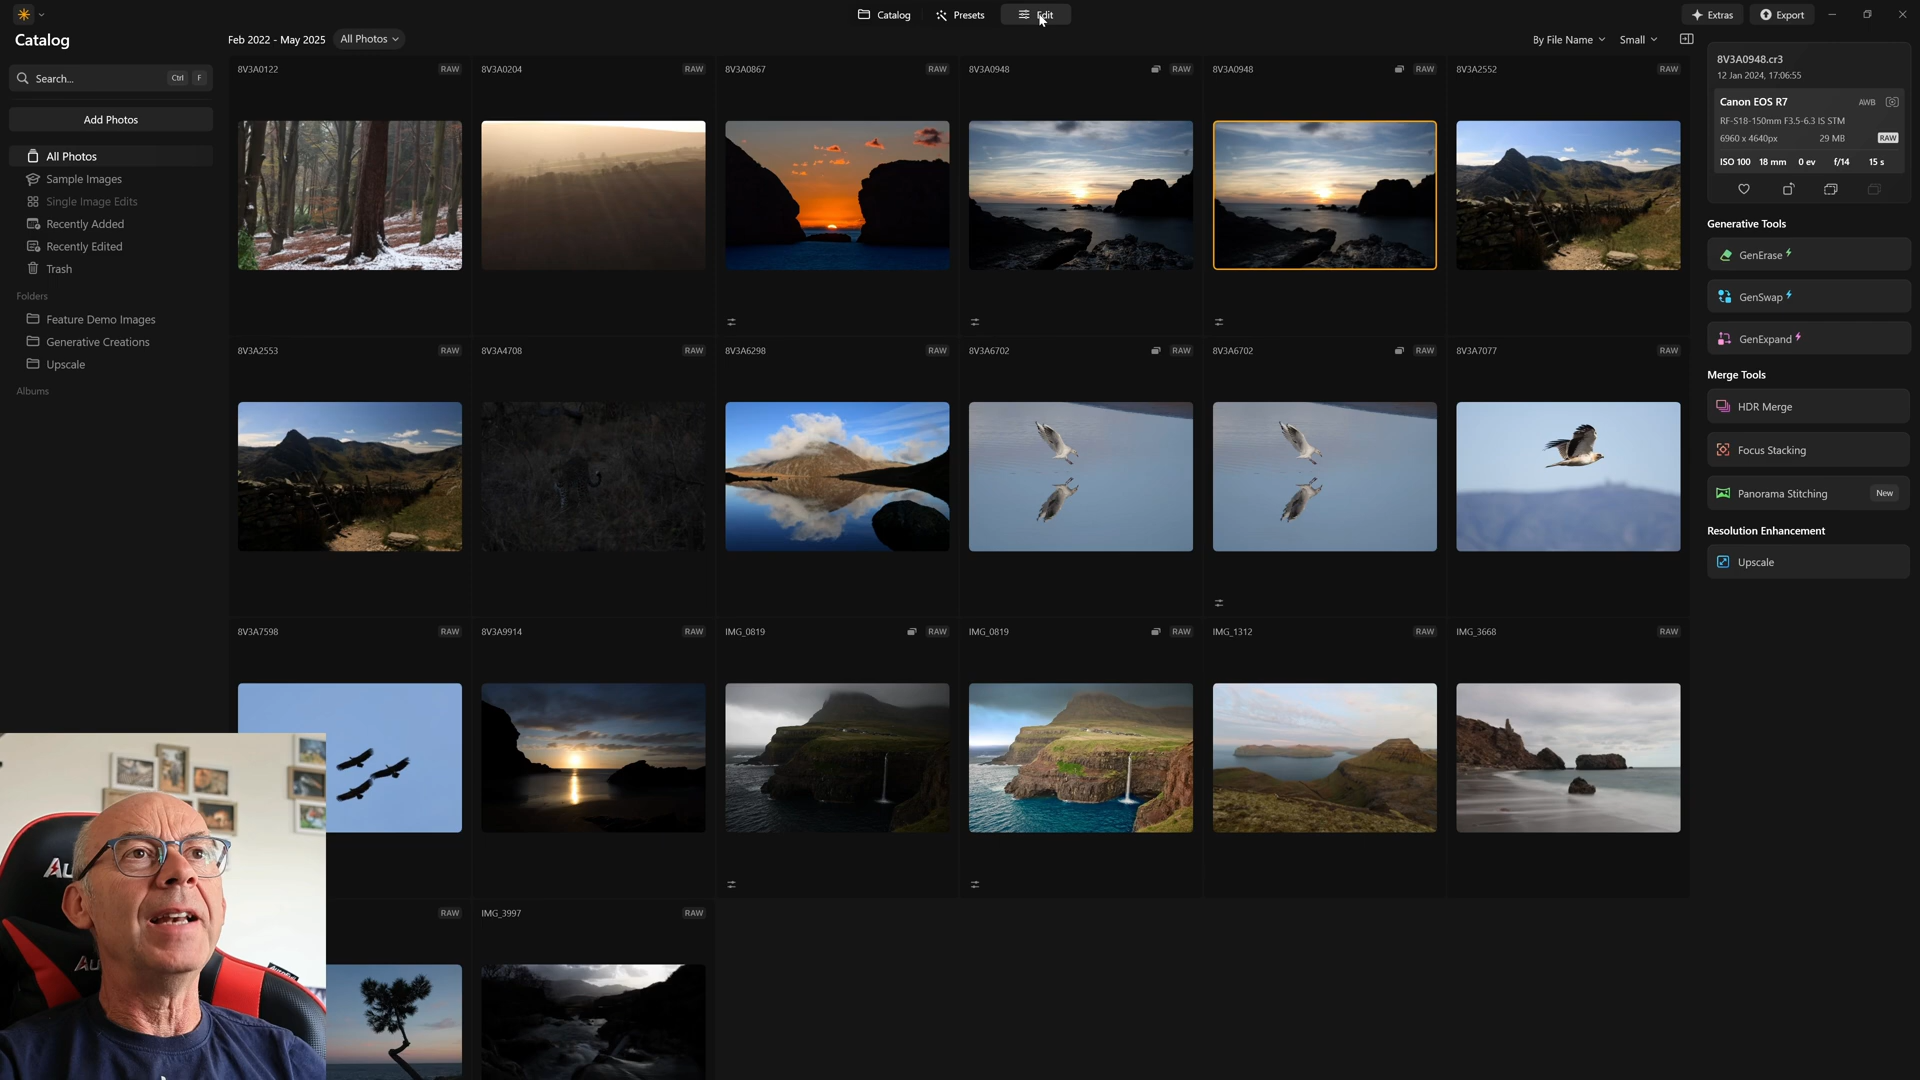 Catalog
Presets
Edit
Extras
Export
Catalog
Feb 2022 - May 2025
All Photos
By File Name
Small
Search...
Ctrl
F
Add Photos
All Photos
Sample Images
Single Image Edits
Recently Added
Recently Edited
Trash
Folders
Feature Demo Images
Generative Creations
Upscale
Albums
8V3A0122
RAW
8V3A0204
RAW
8V3A0867
RAW
8V3A0948
RAW
8V3A0948
RAW
8V3A2552
RAW
8V3A2553
RAW
8V3A4708
RAW
8V3A6298
RAW
8V3A6702
RAW
8V3A6702
RAW
8V3A7077
RAW
8V3A7598
RAW
8V3A9914
RAW
IMG_0819
RAW
IMG_0819
RAW
IMG_1312
RAW
IMG_3668
RAW
RAW
IMG_3997
RAW
8V3A0948.cr3
12 Jan 2024, 17:06:55
Canon EOS R7
AWB
RF-S18-150mm F3.5-6.3 IS STM
6960 x 4640px
29 MB
RAW
ISO 100
18 mm
0 ev
f/14
15 s
Generative Tools
GenErase
GenSwap
GenExpand
Merge Tools
HDR Merge
Focus Stacking
Panorama Stitching
New
Resolution Enhancement
Upscale